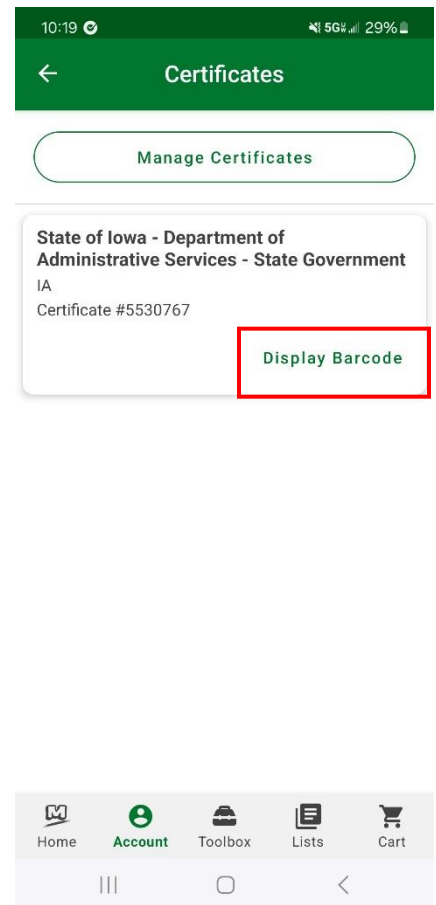 10:19 5G 29%
Certificates
Manage Certificates
State of Iowa - Department of
Administrative Services - State Government
IA
Certificate #5530767
Display Barcode
Home Account Toolbox Lists Cart